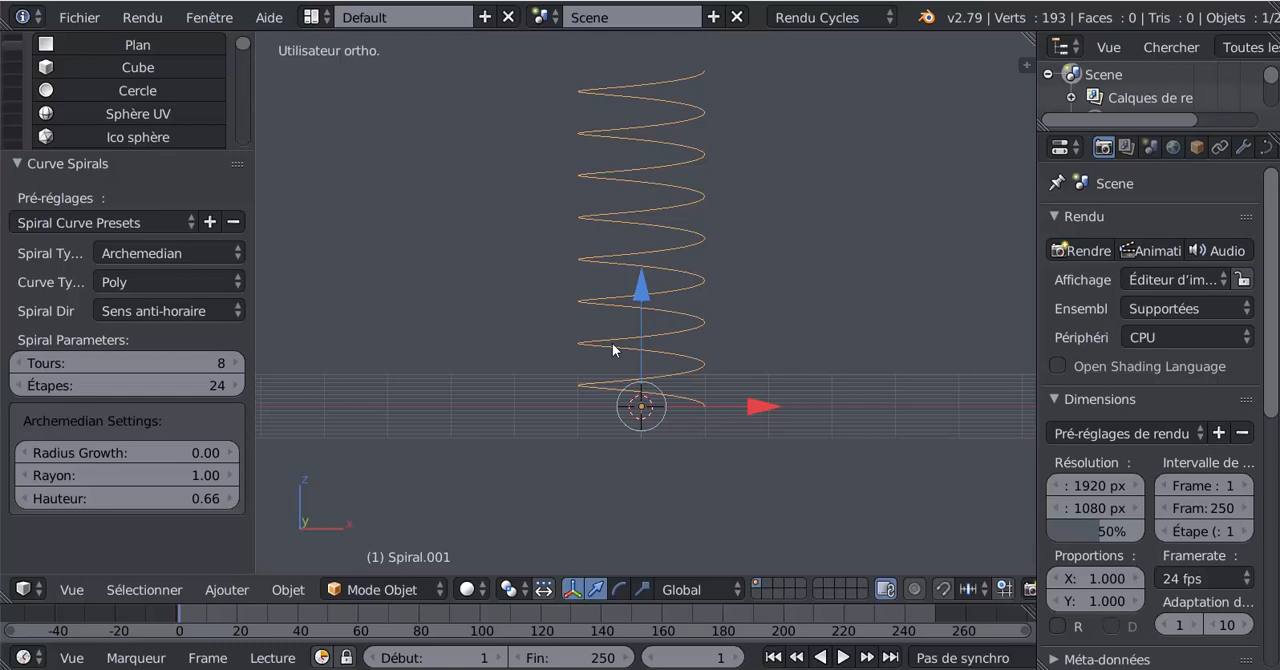 Fichier Rendu Fenêtre Aide Default Scene Rendu Cycles v2.79 | Verts : 193 | Faces : 0 | Tris : 0 | Objets : 1/2
Plan
Cube
Cercle
Sphère UV
Ico sphère
Curve Spirals
Pré-réglages :
Spiral Curve Presets
Spiral Ty... Archemedian
Curve Ty... Poly
Spiral Dir Sens anti-horaire
Spiral Parameters:
Tours: 8
Étapes: 24
Archemedian Settings:
Radius Growth: 0.00
Rayon: 1.00
Hauteur: 0.66
Utilisateur ortho.
z
y x
(1) Spiral.001
Vue Sélectionner Ajouter Objet Mode Objet Global
-40 -20 0 20 40 60 80 100 120 140 160 180 200 220 240 260
Vue Marqueur Frame Lecture Début: 1 Fin: 250 1 Pas de synchro
Vue Chercher Toutes les
Scene
Calques de re
Scene
Rendu
Rendre Animati Audio
Affichage Éditeur d’im...
Ensembl Supportées
Périphéri CPU
Open Shading Language
Dimensions
Pré-réglages de rendu
Résolution : Intervalle de ...
: 1920 px Frame : 1
: 1080 px Fram: 250
50% Étape (: 1
Proportions : Framerate :
X: 1.000 24 fps
Y: 1.000 Adaptation d...
R D 1 10
Méta-données